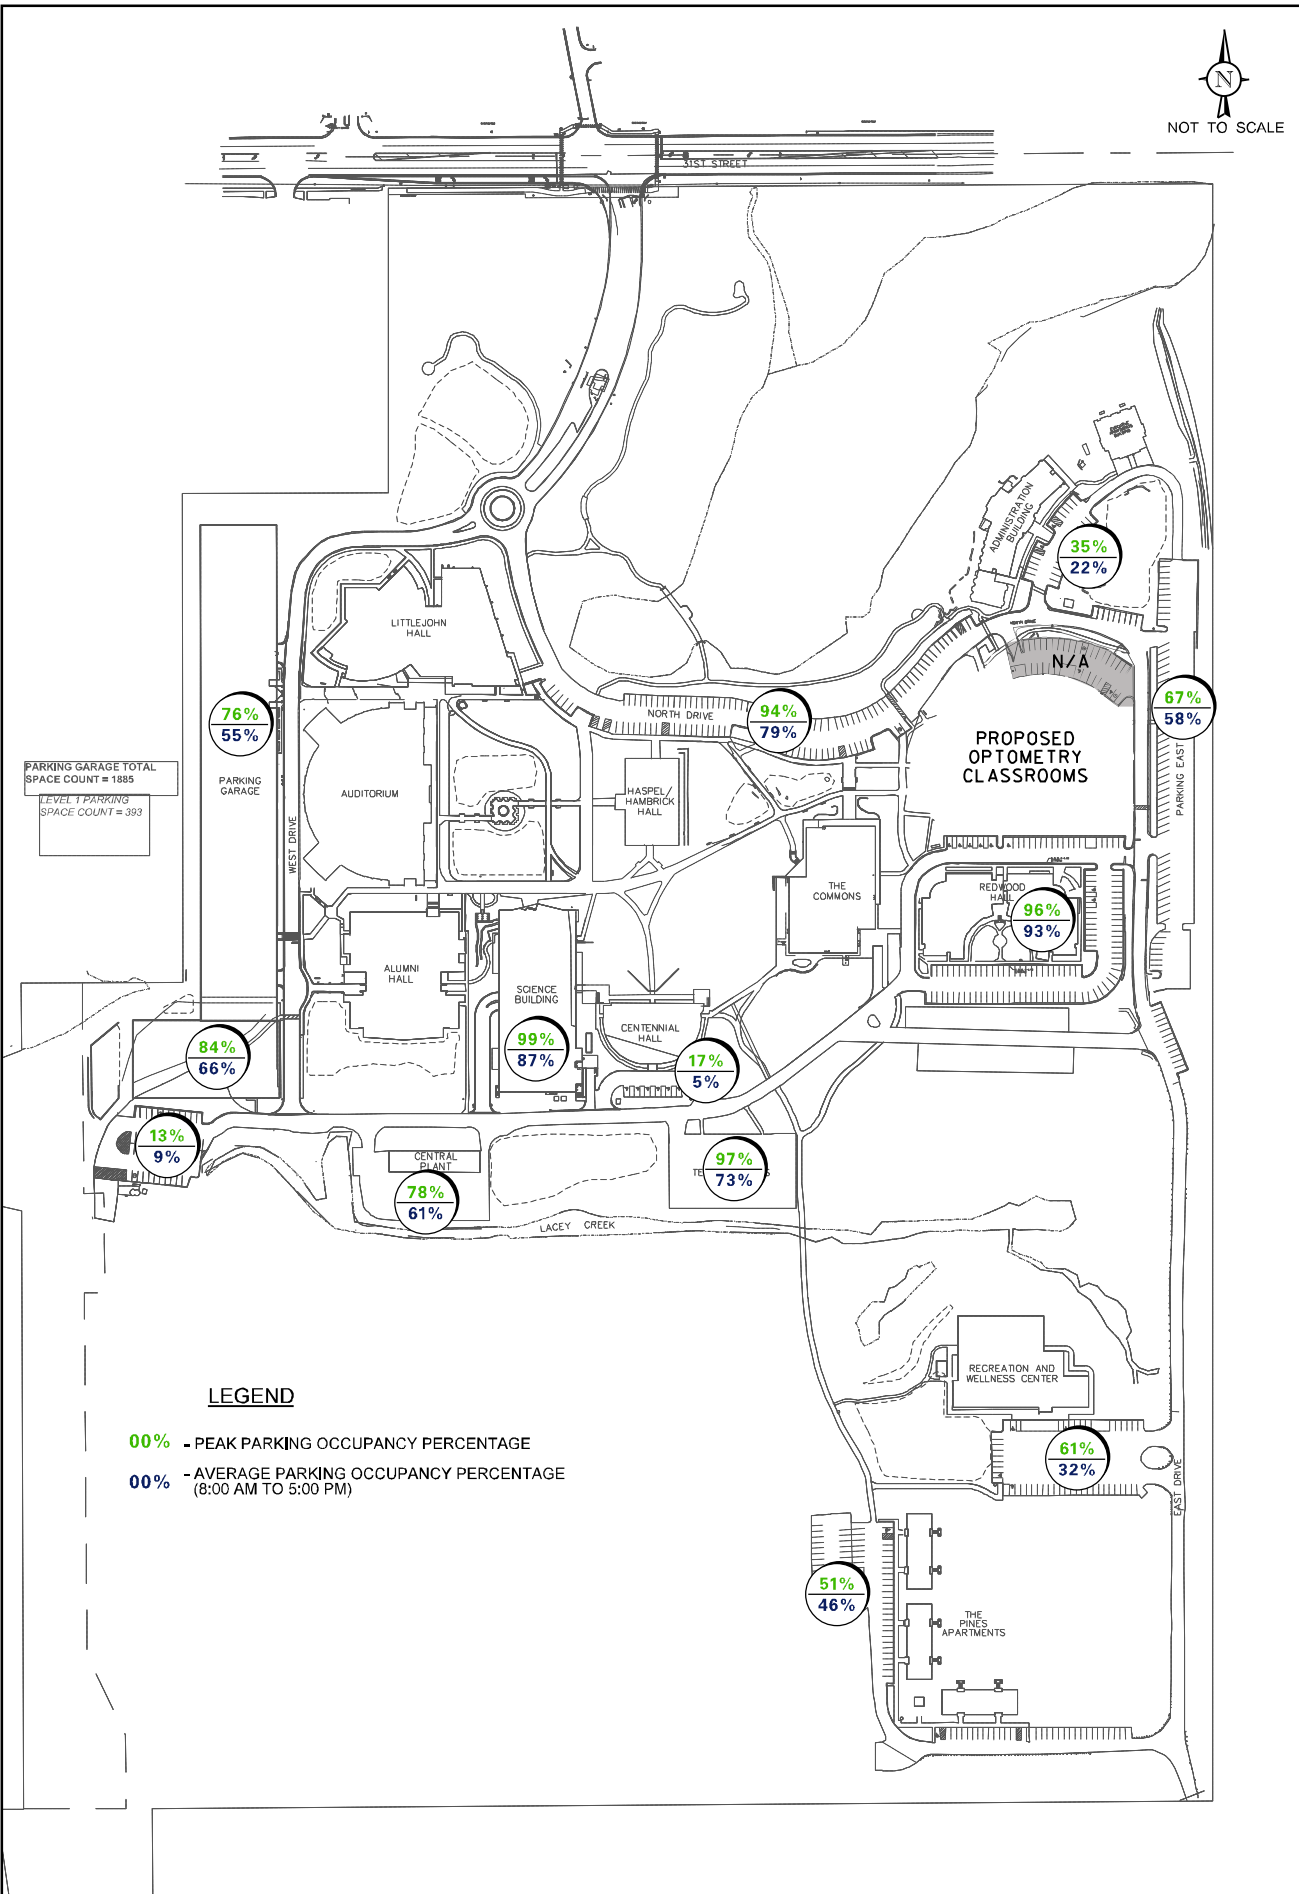 N
NOT TO SCALE
31ST STREET
ADMINISTRATION
BUILDING
35%
22%
LITTLEJOHN
HALL
N/A
76%
55%
NORTH DRIVE
94%
79%
67%
58%
PROPOSED
OPTOMETRY
CLASSROOMS
PARKING EAST
PARKING GARAGE TOTAL
SPACE COUNT = 1885
LEVEL 1 PARKING
SPACE COUNT = 393
PARKING
GARAGE
AUDITORIUM
HASPEL/
HAMBRICK
HALL
WEST DRIVE
THE
COMMONS
REDWOOD
HALL
96%
93%
ALUMNI
HALL
SCIENCE
BUILDING
99%
87%
CENTENNIAL
HALL
17%
5%
84%
66%
13%
9%
CENTRAL
PLANT
78%
61%
97%
73%
LACEY CREEK
RECREATION AND
WELLNESS CENTER
61%
32%
EAST DRIVE
LEGEND
00% - PEAK PARKING OCCUPANCY PERCENTAGE
00% - AVERAGE PARKING OCCUPANCY PERCENTAGE
(8:00 AM TO 5:00 PM)
51%
46%
THE
PINES
APARTMENTS